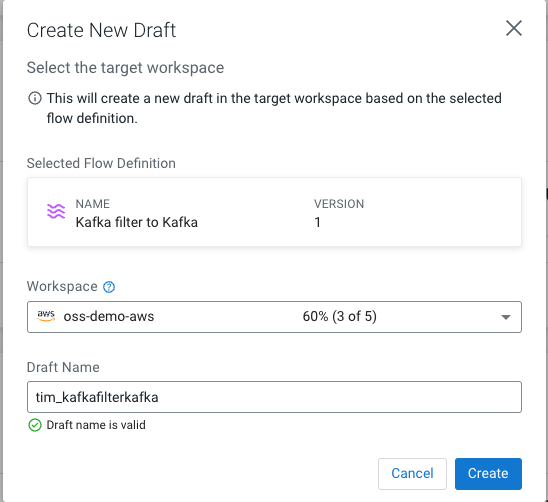 Create New Draft
Select the target workspace
This will create a new draft in the target workspace based on the selected
flow definition.
Selected Flow Definition
NAME VERSION
Kafka filter to Kafka 1
Workspace
aws oss-demo-aws 60% (3 of 5)
Draft Name
tim_kafkafilterkafka
Draft name is valid
Cancel Create